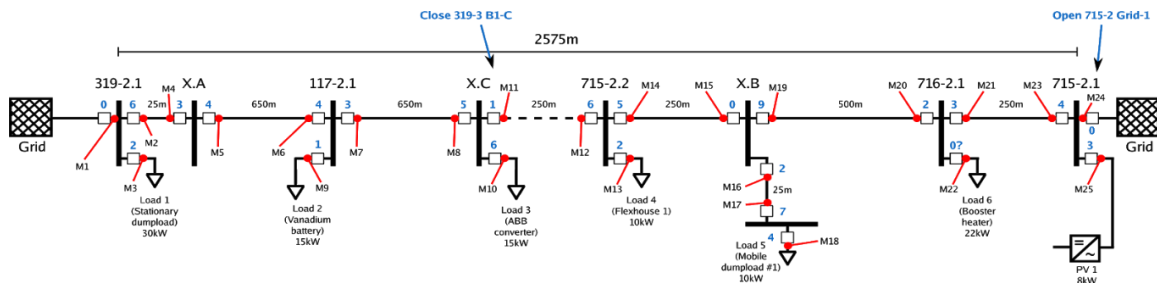 Close 319-3 B1-C
Open 715-2 Grid-1
2575m
319-2.1
M4
X.A
117-2.1
X.C
M11
715-2.2
M14
M15
X.B
M19
M20
716-2.1
M21
M23
715-2.1
M24
0
6
25m
3
4
650m
4
3
650m
5
1
250m
6
5
250m
0
9
500m
2
3
250m
4
0
Grid
Grid
M1
M2
M5
M6
M7
M8
M12
2
M3
1
M9
6
M10
2
M13
2
M16
25m
M17
7
4
M18
0?
M22
3
M25
Load 1
(Stationary
dumpload)
30kW
Load 2
(Vanadium
battery)
15kW
Load 3
(ABB
converter)
15kW
Load 4
(Flexhouse 1)
10kW
Load 5
(Mobile
dumpload #1)
10kW
Load 6
(Booster
heater)
22kW
=
~
PV 1
8kW